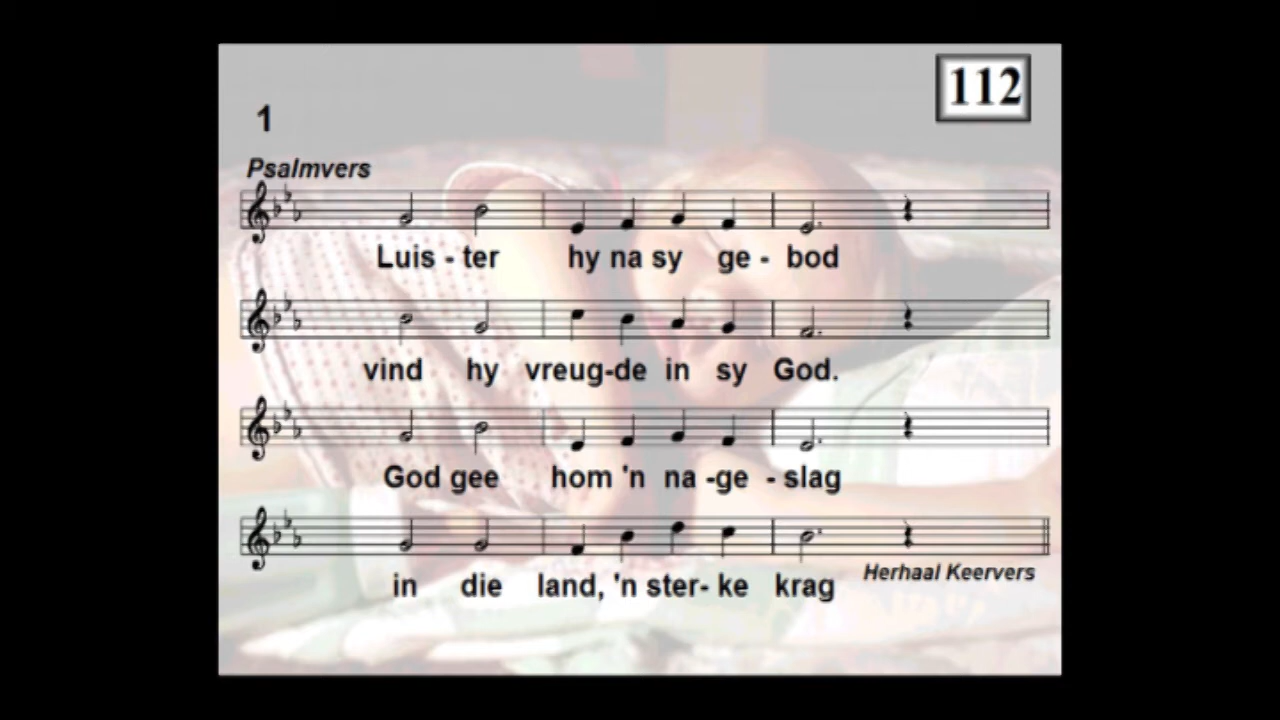 112
1
Psalmvers
Luis - ter hy na sy ge - bod
vind hy vreug-de in sy God.
God gee hom 'n na -ge - slag
in die land, 'n ster- ke krag
Herhaal Keervers